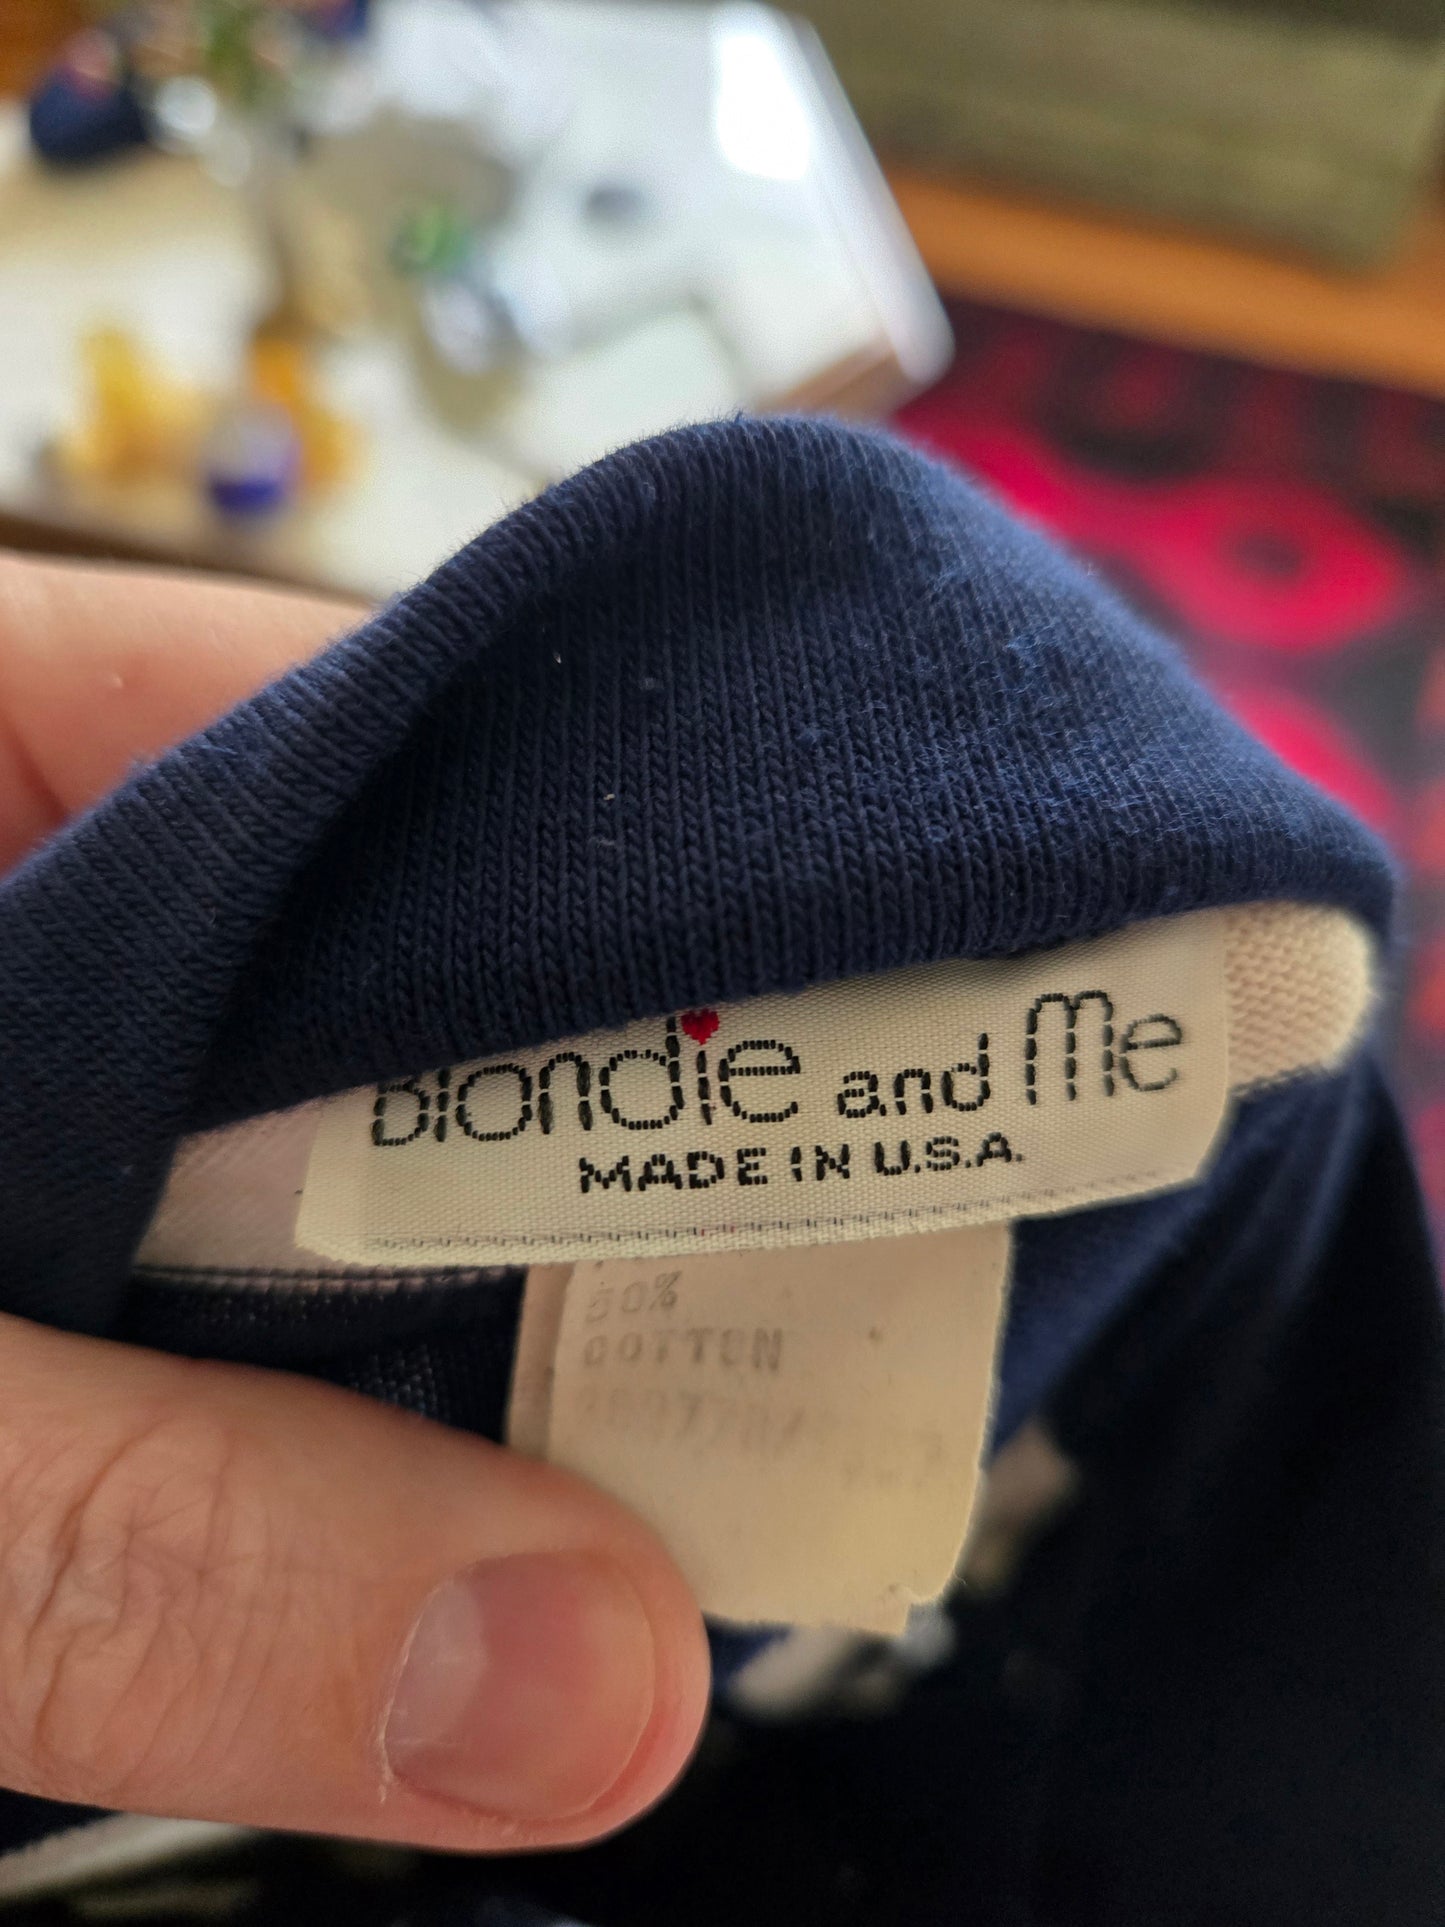 Blondie and Me
MADE IN U.S.A.
50%
COTTON